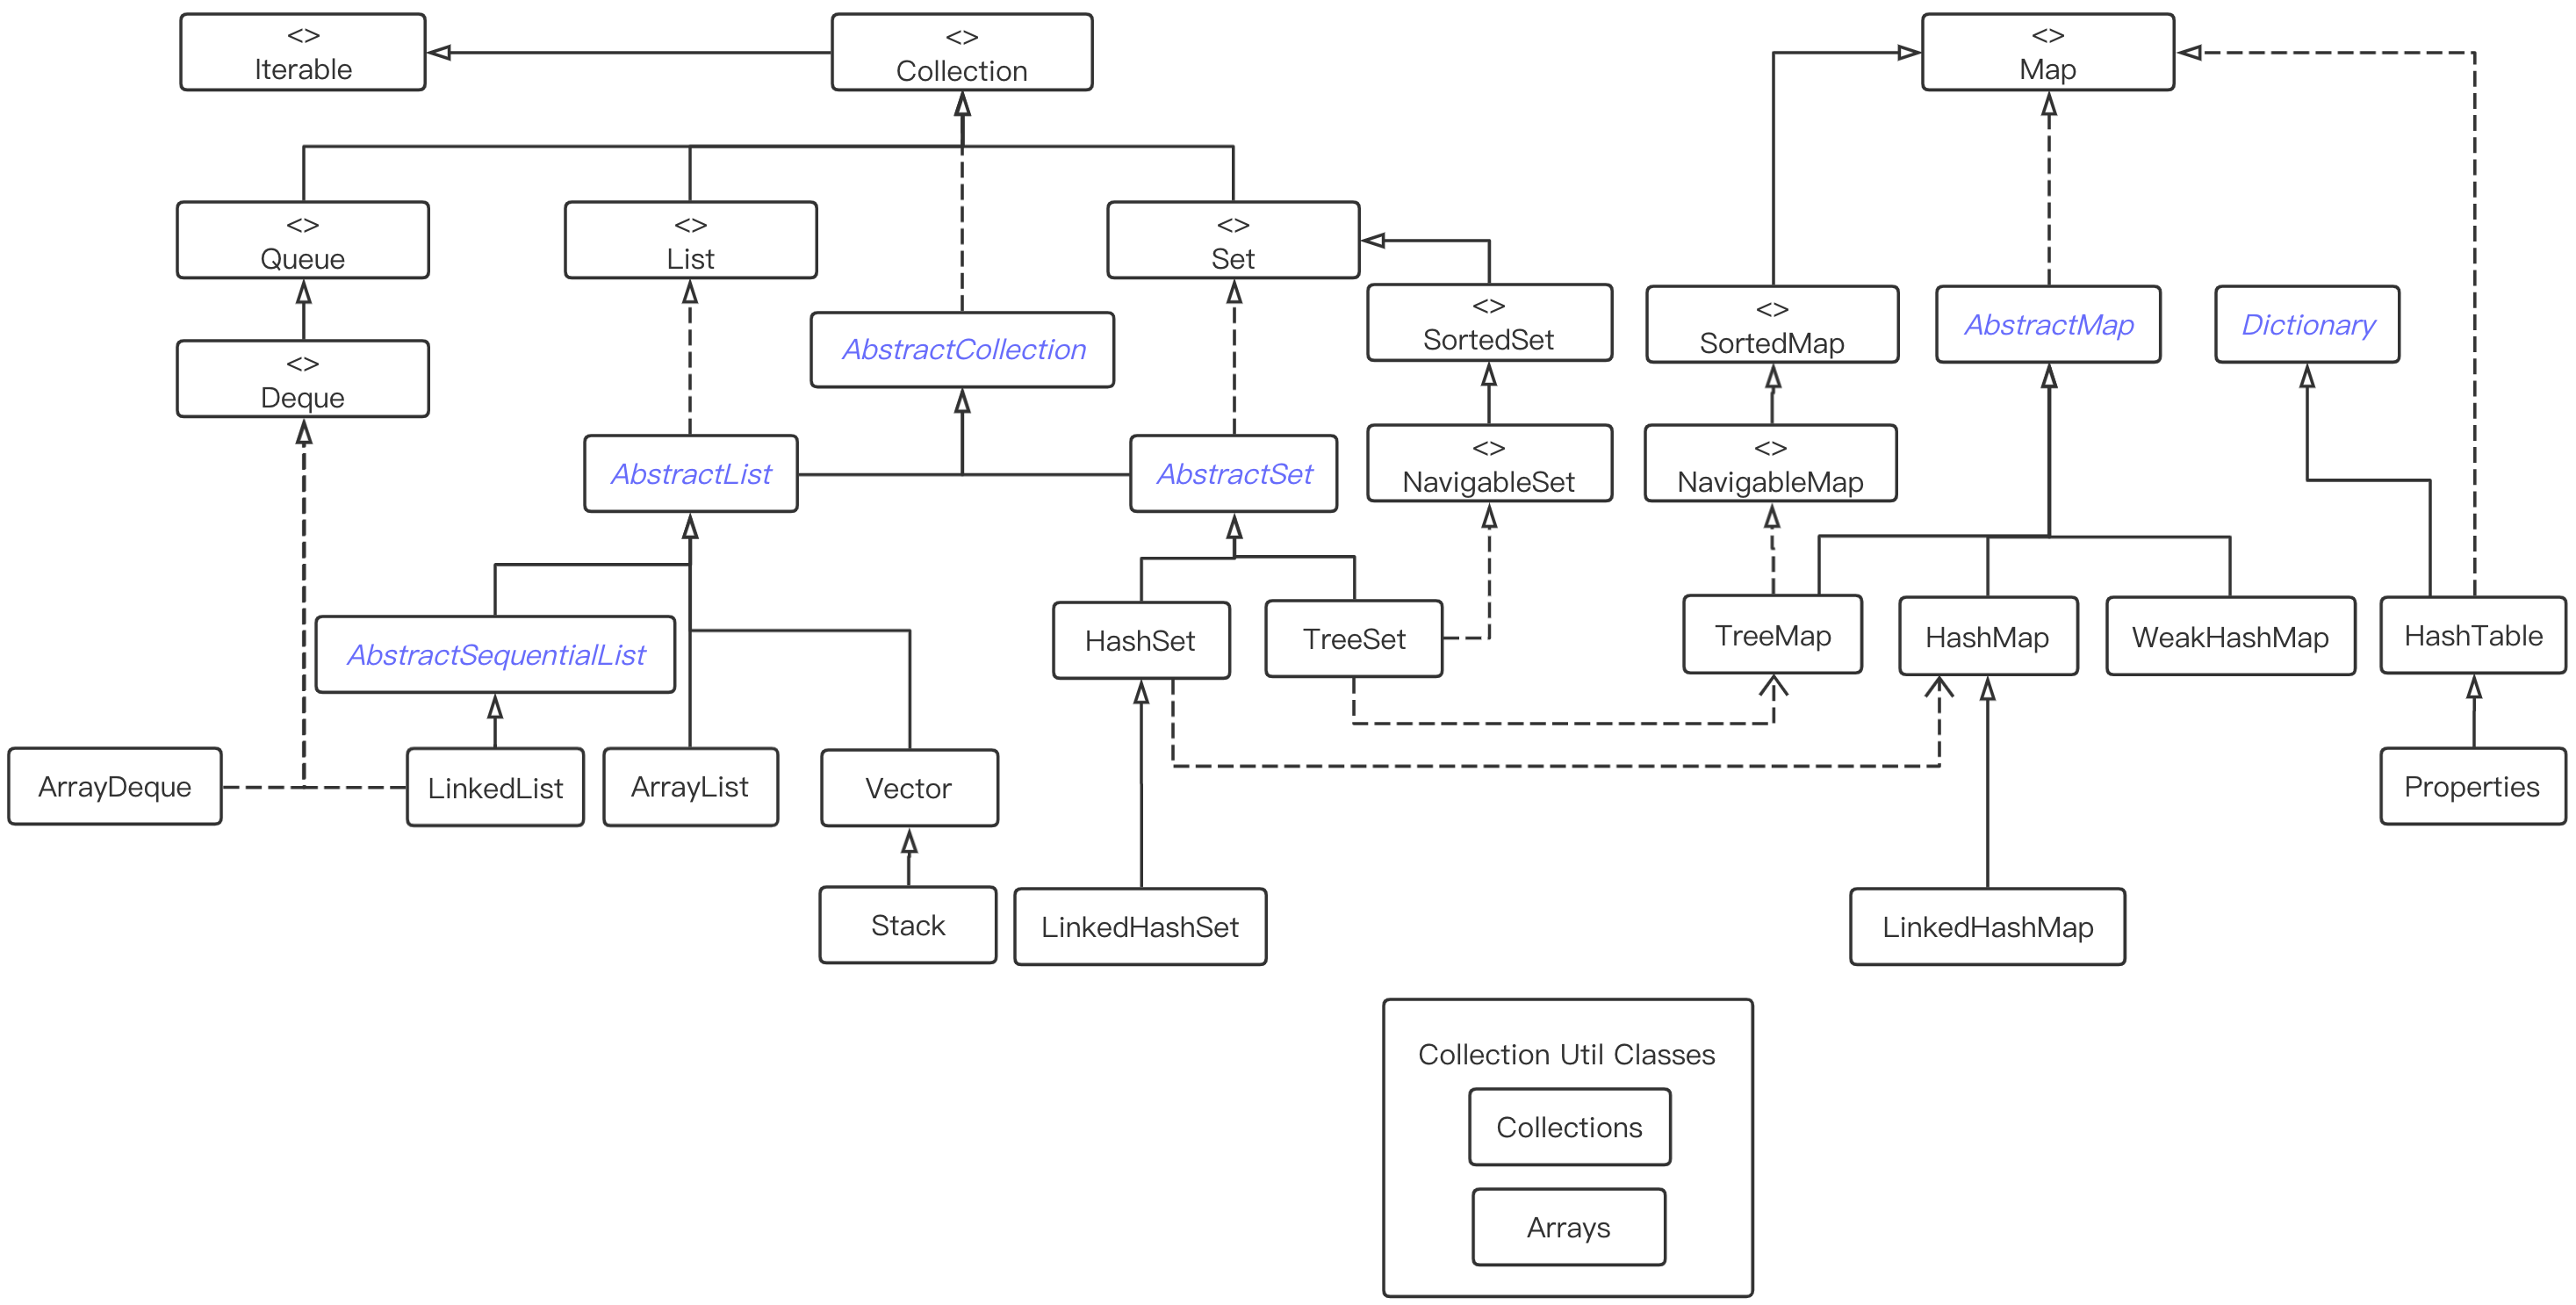 <>
Iterable
<>
Collection
<>
Map
<>
Queue
<>
List
<>
Set
<>
SortedSet
<>
SortedMap
AbstractMap
Dictionary
AbstractCollection
<>
Deque
AbstractList
AbstractSet
<>
NavigableSet
<>
NavigableMap
AbstractSequentialList
HashSet
TreeSet
TreeMap
HashMap
WeakHashMap
HashTable
ArrayDeque
LinkedList
ArrayList
Vector
Properties
Stack
LinkedHashSet
LinkedHashMap
Collection Util Classes
Collections
Arrays